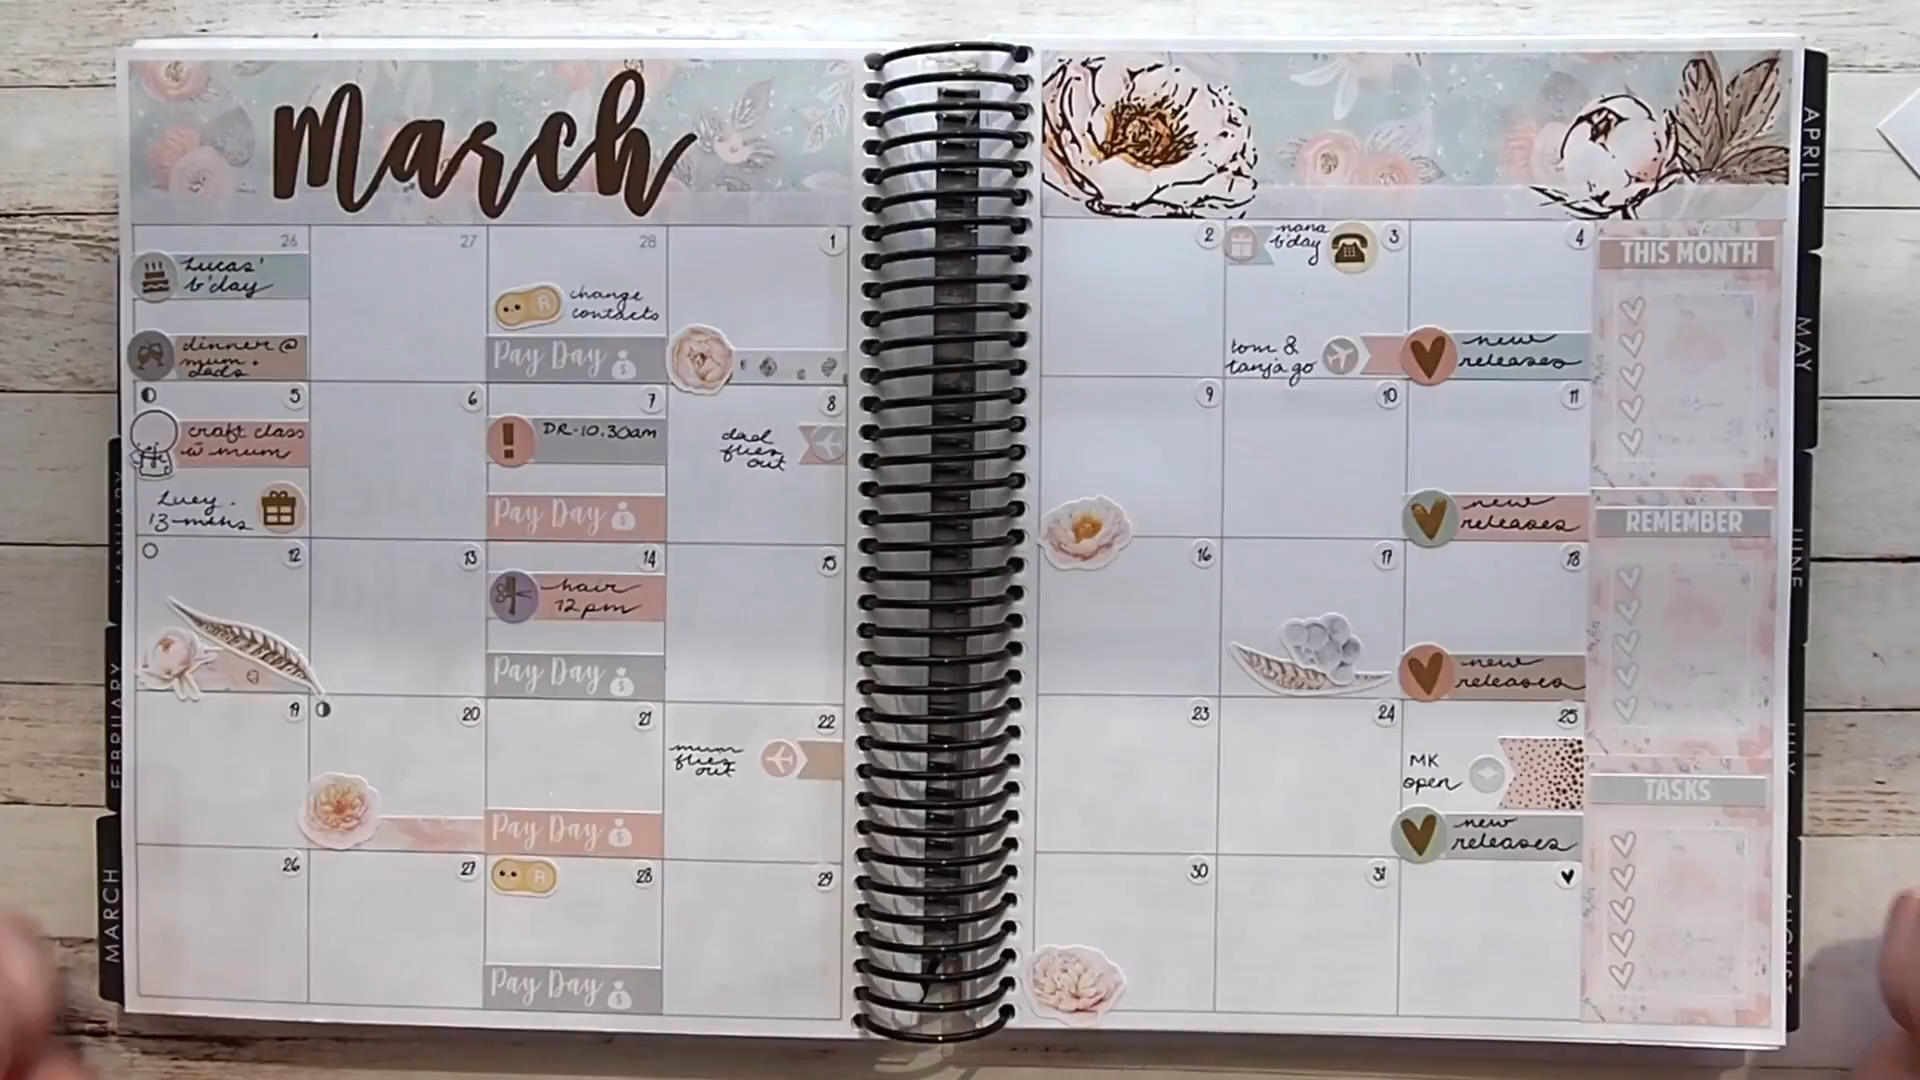 March
26
27
28
1
2
nana
b'day
3
4
THIS MONTH
Lucas'
b'day
change
contacts
dinner @
mum +
dads
Pay Day
tom &
tanja go
new
releases
5
6
7
8
9
10
11
craft class
w mum
DR-10.30am
dad
flies
out
Lucy.
13-mths
Pay Day
new
releases
REMEMBER
12
13
14
15
16
17
18
hair
12pm
Pay Day
new
releases
19
20
21
22
23
24
25
mum
flies
out
MK
open
TASKS
Pay Day
new
releases
26
27
R
28
29
30
31
Pay Day
JANUARY
FEBRUARY
MARCH
APRIL
MAY
JUNE
JULY
AUGUST